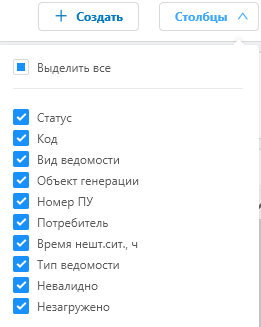 + Создать Столбцы
Выделить все
Статус
Код
Вид ведомости
Объект генерации
Номер ПУ
Потребитель
Время нешт.сит., ч
Тип ведомости
Невалидно
Незагружено